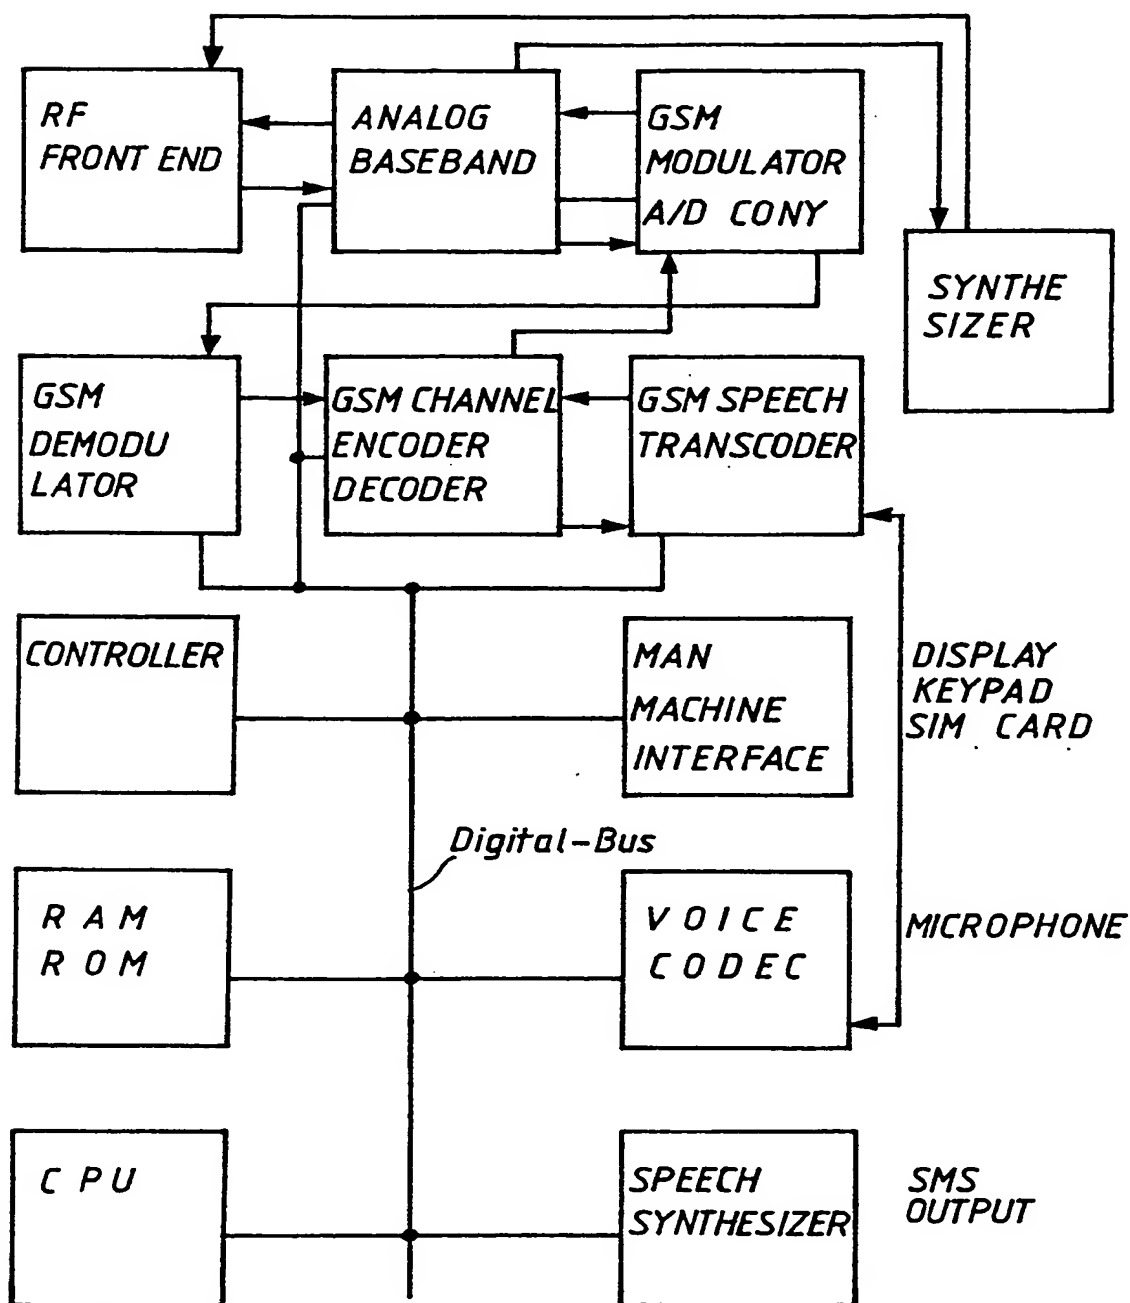 RF
FRONT END
ANALOG
BASEBAND
GSM
MODULATOR
A/D CONY
SYNTHE
SIZER
GSM
DEMODU
LATOR
GSM CHANNEL
ENCODER
DECODER
GSM SPEECH
TRANSCODER
CONTROLLER
MAN
MACHINE
INTERFACE
DISPLAY
KEYPAD
SIM CARD
Digital-Bus
RAM
ROM
VOICE
CODEC
MICROPHONE
CPU
SPEECH
SYNTHESIZER
SMS
OUTPUT